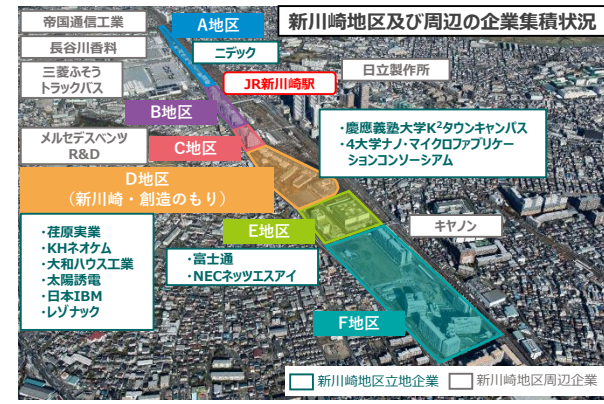 新川崎地区及び周辺の企業集積状況
帝国通信工業
長谷川香料
三菱ふそう
トラックバス
A地区
ニデック
JR新川崎駅
日立製作所
B地区
メルセデスベンツ
R&D
C地区
・慶應義塾大学K²タウンキャンパス
・4大学ナノ・マイクロファブリケー
ションコンソーシアム
D地区
(新川崎・創造のもり)
E地区
キヤノン
・荏原実業
・KHネオケム
・大和ハウス工業
・太陽誘電
・日本IBM
・レゾナック
・富士通
・NECネッツエスアイ
F地区
新川崎地区立地企業
新川崎地区周辺企業